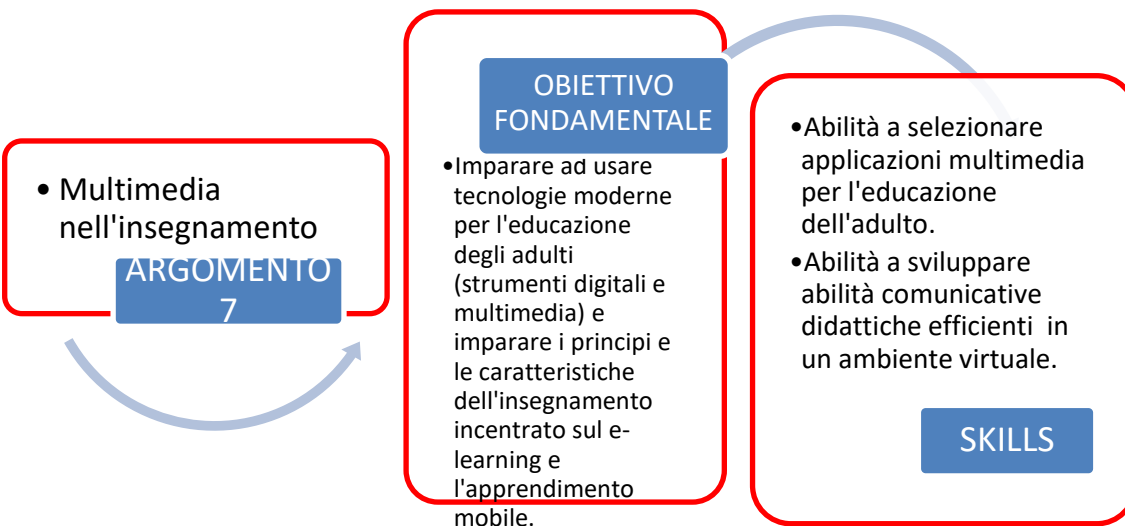 • Multimedia
nell'insegnamento
ARGOMENTO
7
OBIETTIVO
FONDAMENTALE
•Imparare ad usare
tecnologie moderne
per l'educazione
degli adulti
(strumenti digitali e
multimedia) e
imparare i principi e
le caratteristiche
dell'insegnamento
incentrato sul e-
learning e
l'apprendimento
mobile.
•Abilità a selezionare
applicazioni multimedia
per l'educazione
dell'adulto.
•Abilità a sviluppare
abilità comunicative
didattiche efficienti in
un ambiente virtuale.
SKILLS